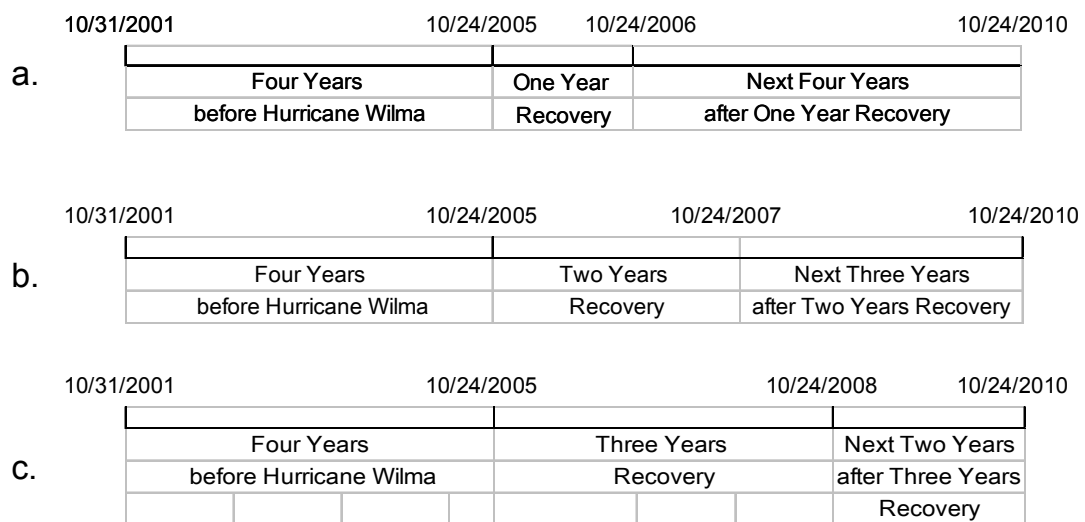 10/31/2001 10/24/2005 10/24/2006 10/24/2010
a.
Four Years One Year Next Four Years
before Hurricane Wilma Recovery after One Year Recovery
10/31/2001 10/24/2005 10/24/2007 10/24/2010
b.
Four Years Two Years Next Three Years
before Hurricane Wilma Recovery after Two Years Recovery
10/31/2001 10/24/2005 10/24/2008 10/24/2010
c.
Four Years Three Years Next Two Years
before Hurricane Wilma Recovery after Three Years
Recovery